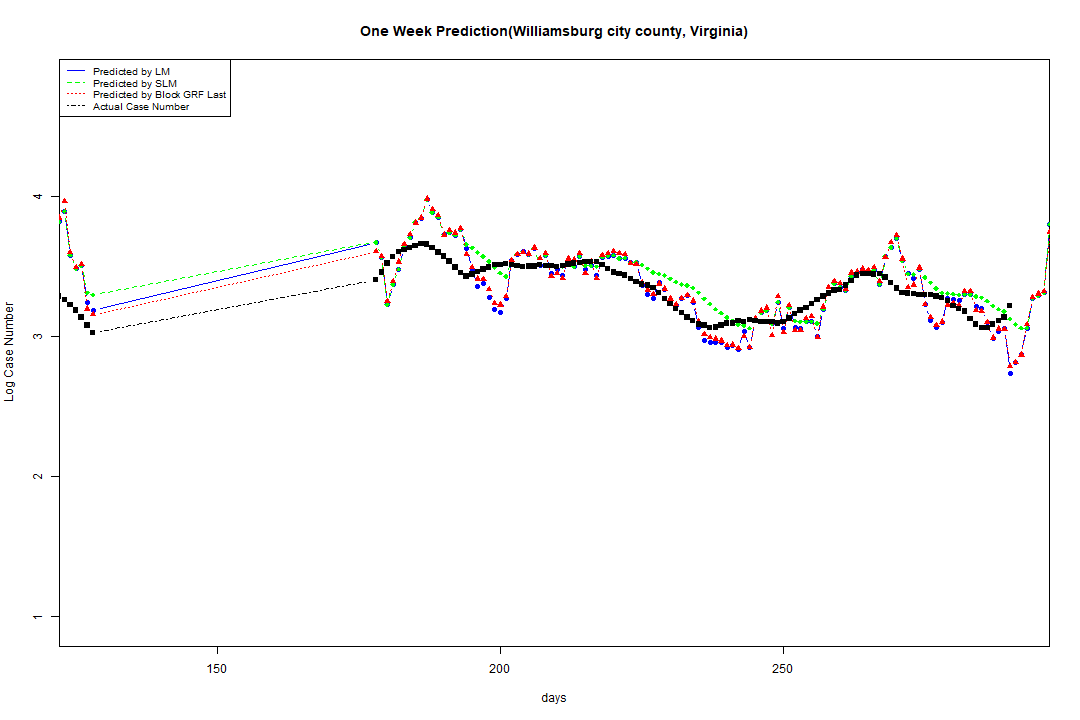 One Week Prediction(Williamsburg city county, Virginia)
Predicted by LM
Predicted by SLM
Predicted by Block GRF Last
Actual Case Number
4
3
2
1
Log Case Number
150
200
250
days